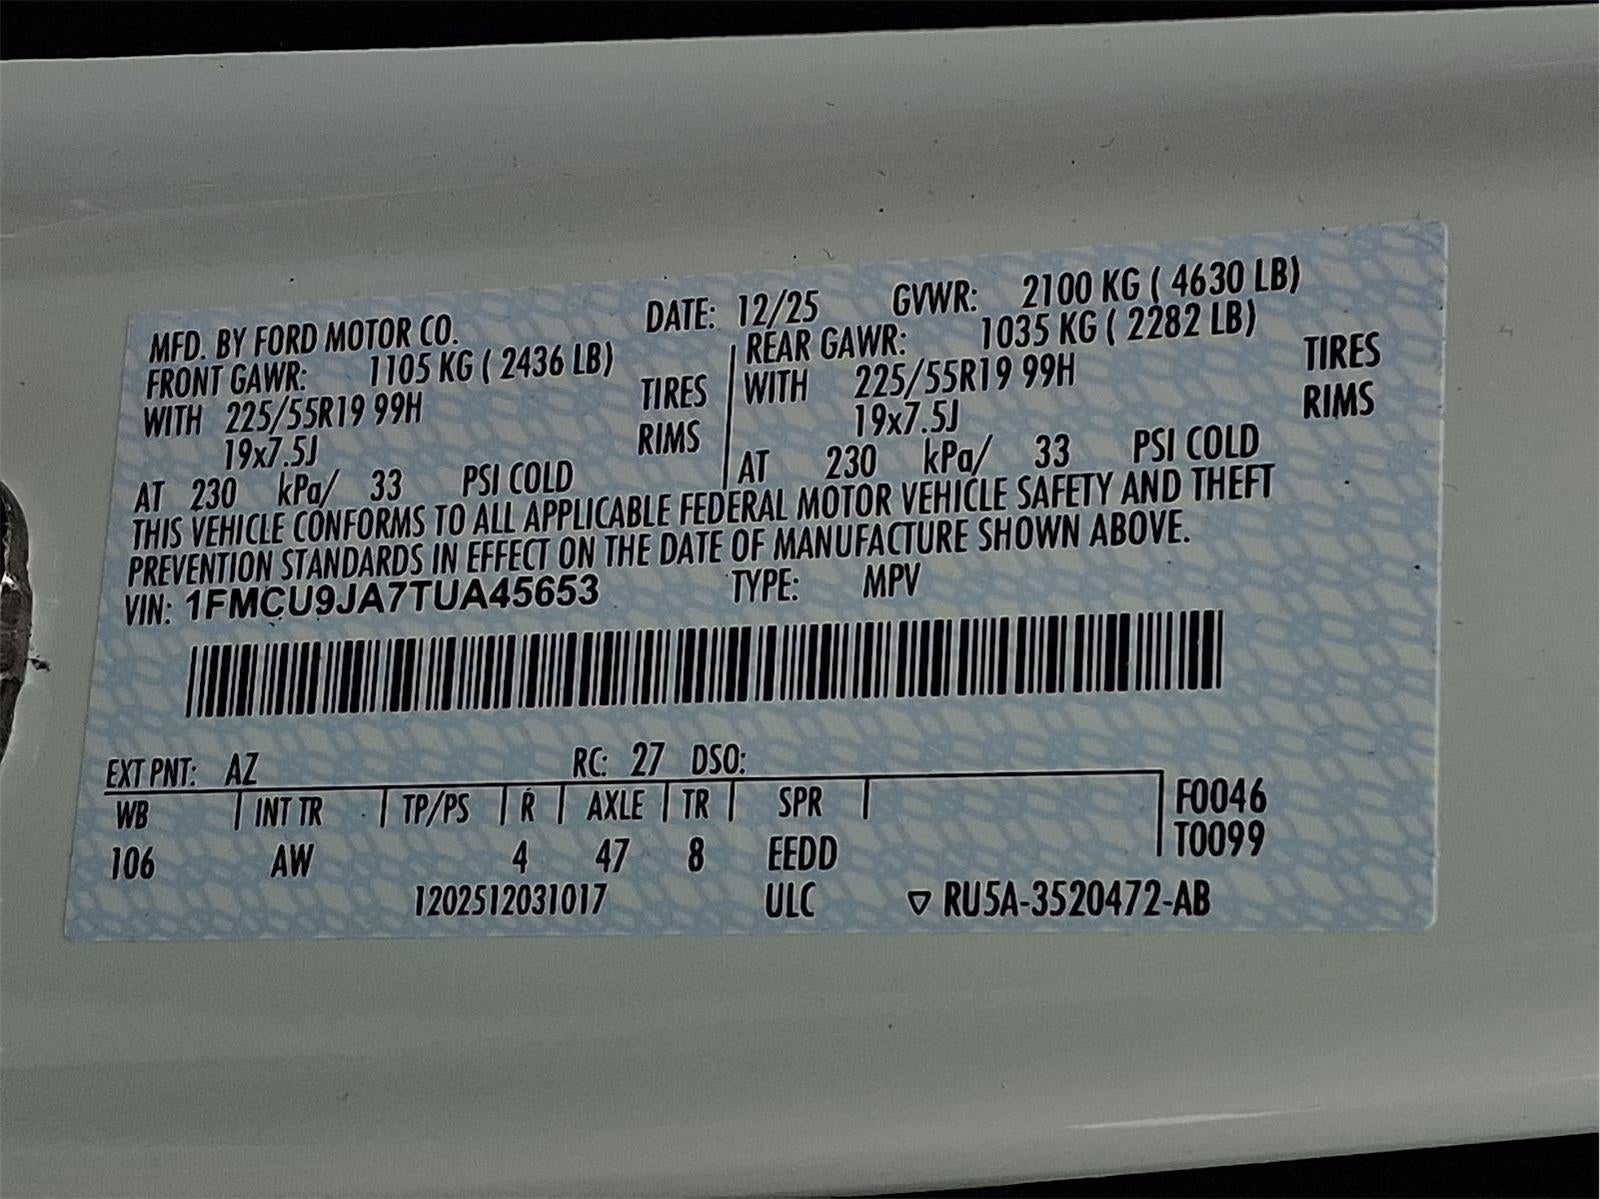 MFD. BY FORD MOTOR CO. DATE: 12/25 GVWR: 2100 KG ( 4630 LB)
FRONT GAWR: 1105 KG ( 2436 LB) REAR GAWR: 1035 KG ( 2282 LB)
WITH 225/55R19 99H TIRES WITH 225/55R19 99H TIRES
19x7.5J RIMS 19x7.5J RIMS
AT 230 kPa/ 33 PSI COLD AT 230 kPa/ 33 PSI COLD
THIS VEHICLE CONFORMS TO ALL APPLICABLE FEDERAL MOTOR VEHICLE SAFETY AND THEFT
PREVENTION STANDARDS IN EFFECT ON THE DATE OF MANUFACTURE SHOWN ABOVE.
VIN: 1FMCU9JA7TUA45653 TYPE: MPV
EXT PNT: AZ RC: 27 DSO:
WB INT TR TP/PS R AXLE TR SPR F0046
106 AW 4 47 8 EEDD T0099
1202512031017 ULC ▽ RU5A-3520472-AB